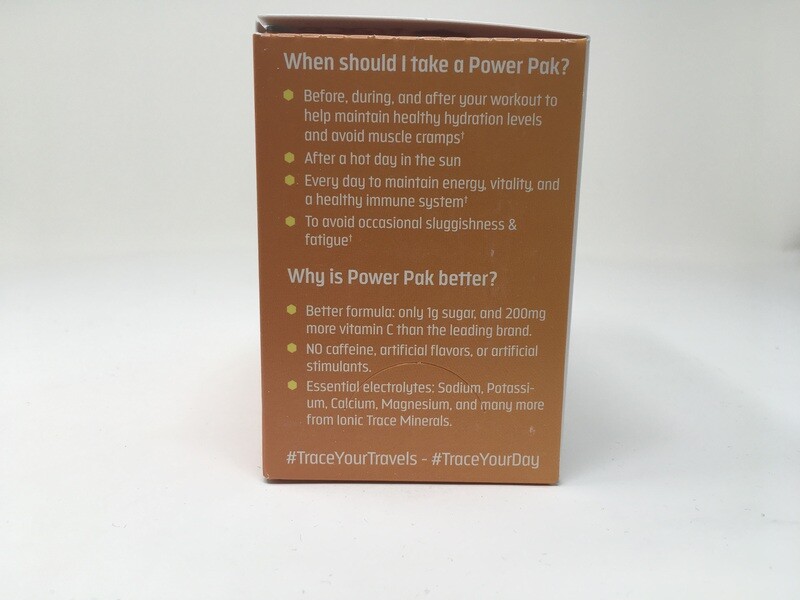 When should I take a Power Pak?
Before, during, and after your workout to
help maintain healthy hydration levels
and avoid muscle cramps†
After a hot day in the sun
Every day to maintain energy, vitality, and
a healthy immune system†
To avoid occasional sluggishness &
fatigue†
Why is Power Pak better?
Better formula: only 1g sugar, and 200mg
more vitamin C than the leading brand.
NO caffeine, artificial flavors, or artificial
stimulants.
Essential electrolytes: Sodium, Potassi-
um, Calcium, Magnesium, and many more
from Ionic Trace Minerals.
#TraceYourTravels - #TraceYourDay